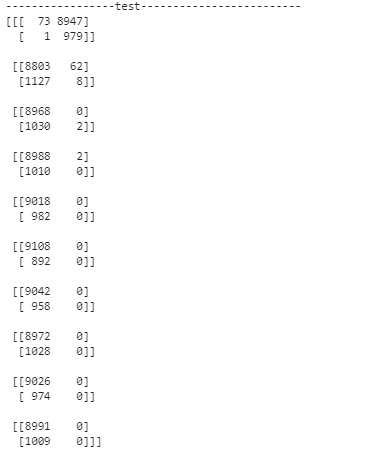 -----------------test-------------------------
[[[  73 8947]
  [   1  979]]
 [[8803   62]
  [1127    8]]
 [[8968    0]
  [1030    2]]
 [[8988    2]
  [1010    0]]
 [[9018    0]
  [ 982    0]]
 [[9108    0]
  [ 892    0]]
 [[9042    0]
  [ 958    0]]
 [[8972    0]
  [1028    0]]
 [[9026    0]
  [ 974    0]]
 [[8991    0]
  [1009    0]]]